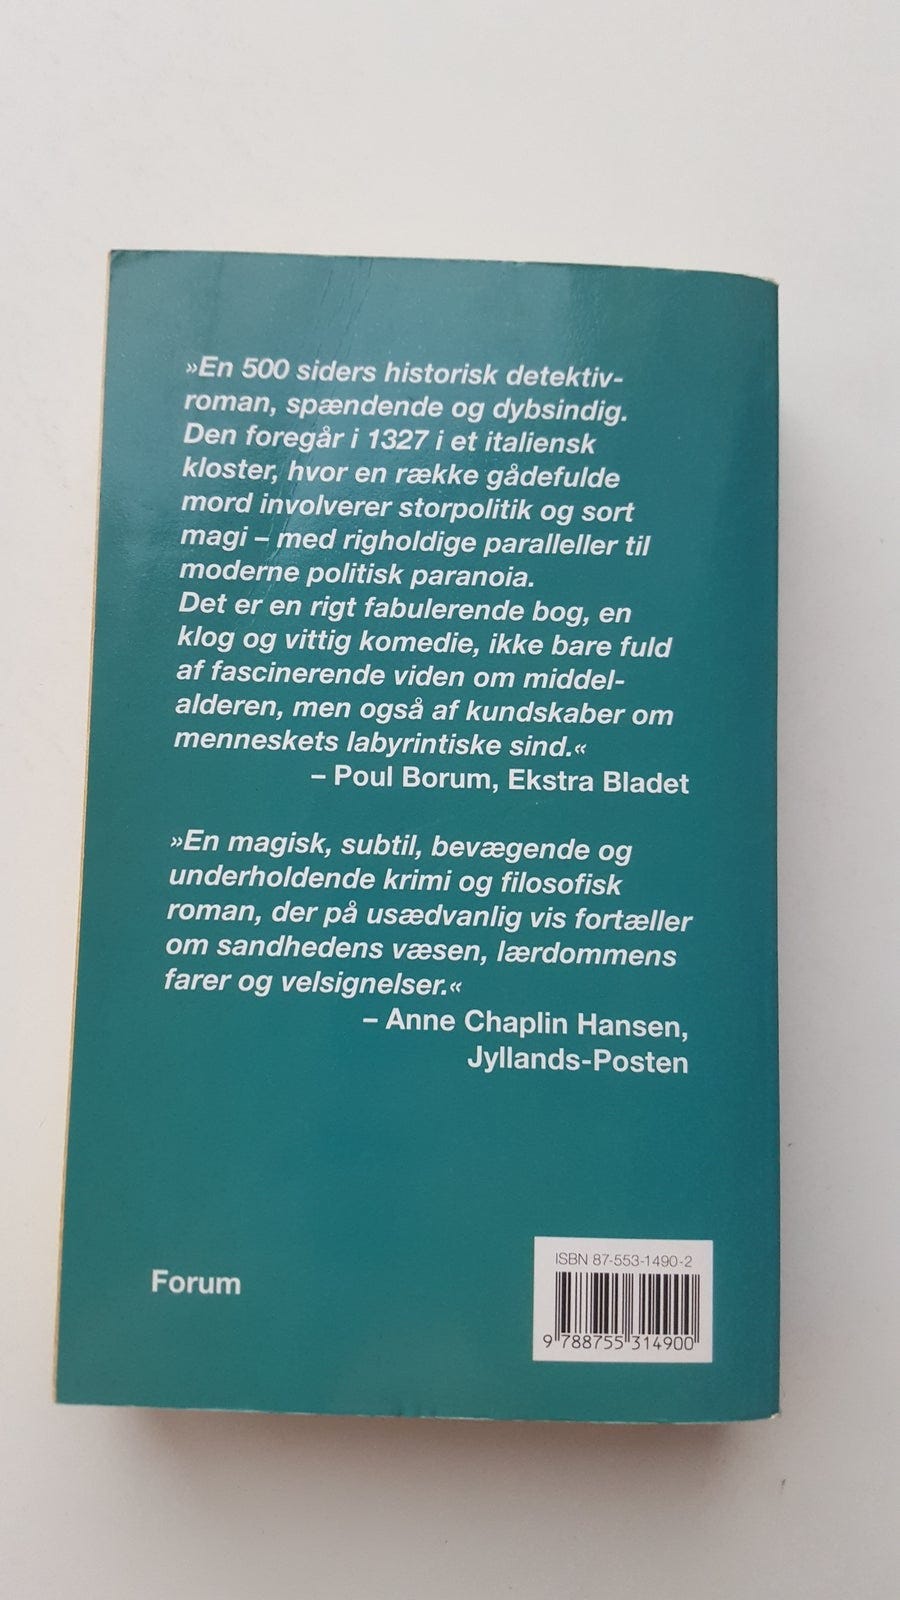 »En 500 siders historisk detektiv-
roman, spændende og dybsindig.
Den foregår i 1327 i et italiensk
kloster, hvor en række gådefulde
mord involverer storpolitik og sort
magi – med righoldige paralleller til
moderne politisk paranoia.
Det er en rigt fabulerende bog, en
klog og vittig komedie, ikke bare fuld
af fascinerende viden om middel-
alderen, men også af kundskaber om
menneskets labyrintiske sind.«
– Poul Borum, Ekstra Bladet
»En magisk, subtil, bevægende og
underholdende krimi og filosofisk
roman, der på usædvanlig vis fortæller
om sandhedens væsen, lærdommens
farer og velsignelser.«
– Anne Chaplin Hansen,
Jyllands-Posten
Forum
ISBN 87-553-1490-2
9 788755 314900